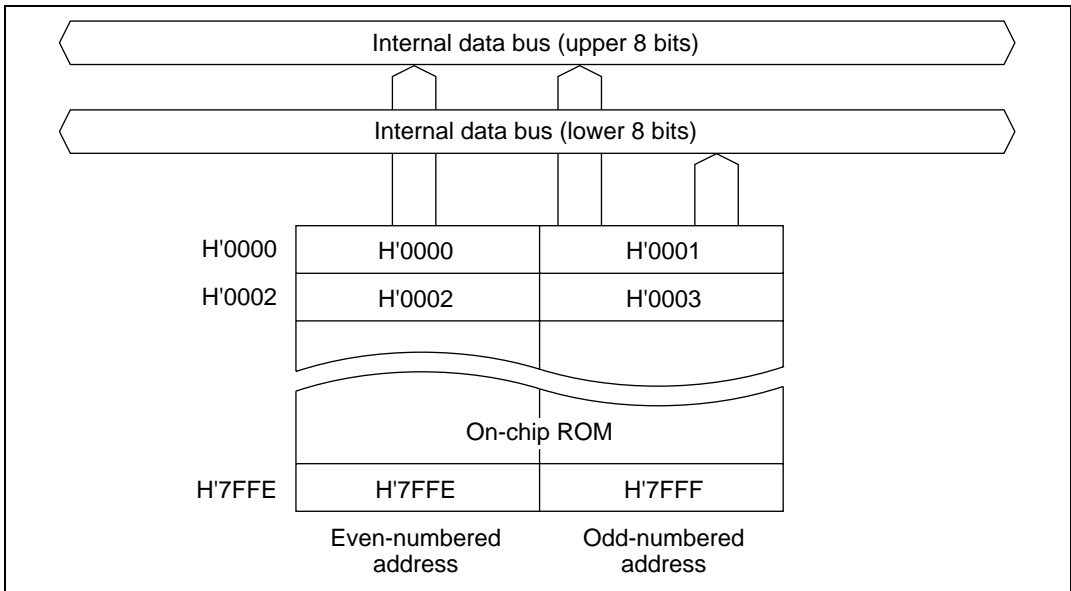 Internal data bus (upper 8 bits)
Internal data bus (lower 8 bits)
H'0000 H'0000 H'0001
H'0002 H'0002 H'0003
On-chip ROM
H'7FFE H'7FFE H'7FFF
Even-numbered address
Odd-numbered address